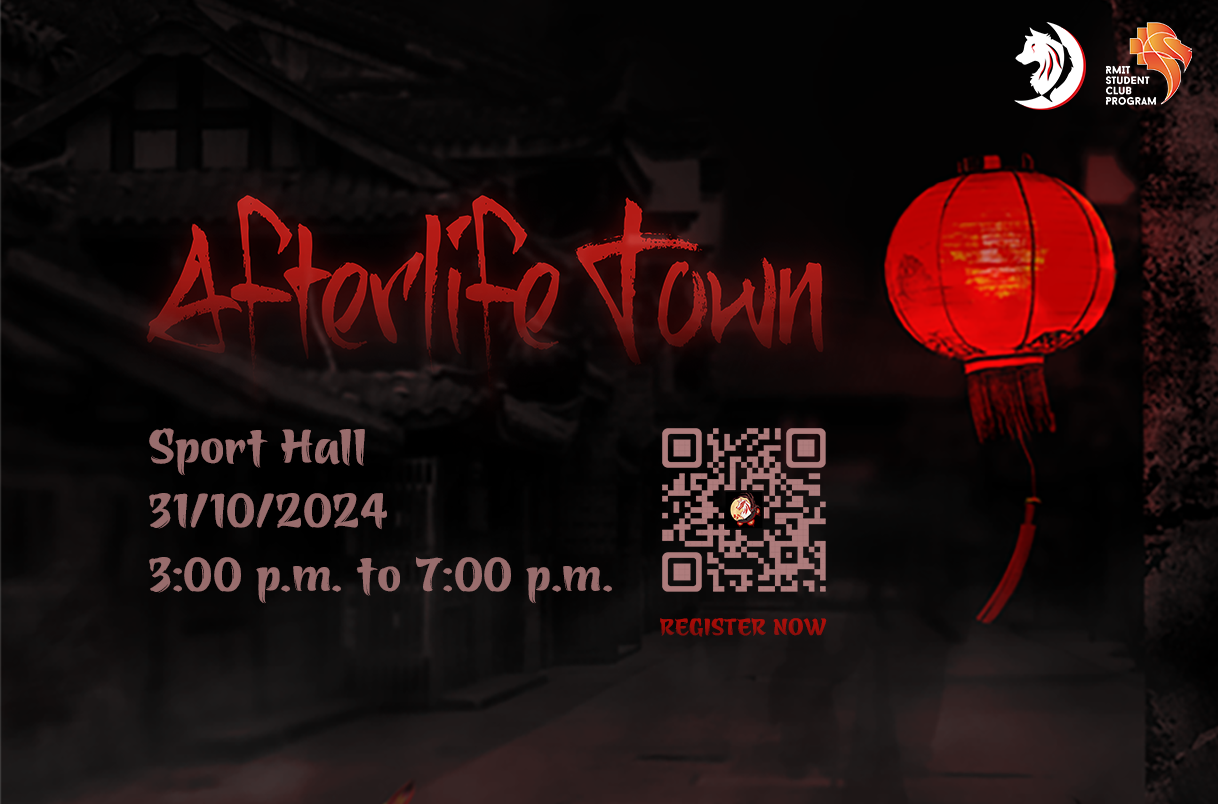 RMIT
STUDENT
CLUB
PROGRAM
Afterlife Town
Sport Hall
31/10/2024
3:00 p.m. to 7:00 p.m.
REGISTER NOW